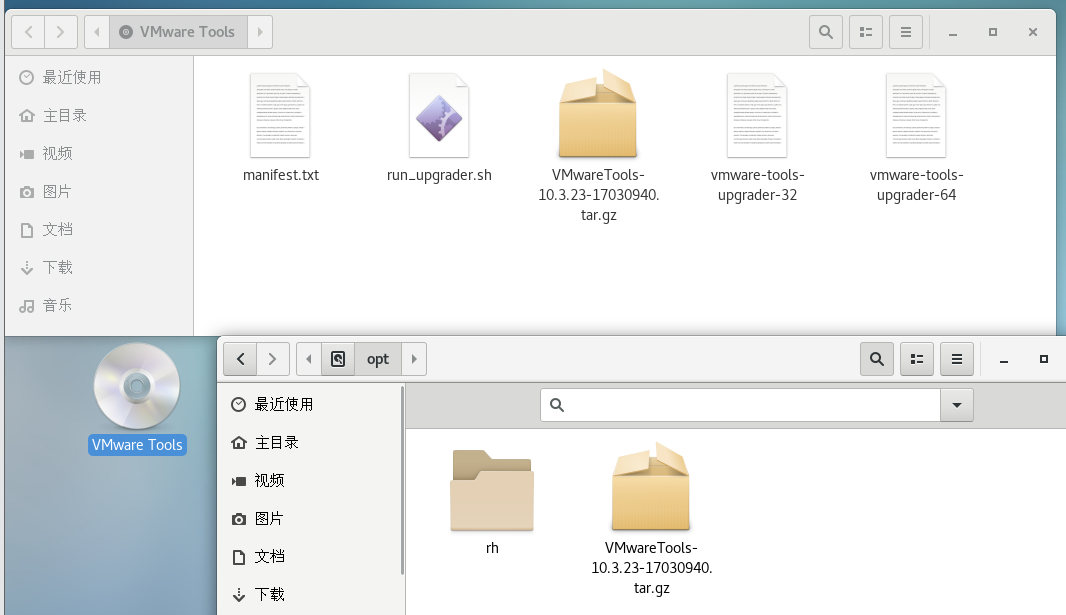 VMware Tools
最近使用
主目录
视频
图片
文档
下载
音乐
manifest.txt
run_upgrader.sh
VMwareTools-
10.3.23-17030940.
tar.gz
vmware-tools-
upgrader-32
vmware-tools-
upgrader-64
VMware Tools
opt
最近使用
主目录
视频
图片
文档
下载
rh
VMwareTools-
10.3.23-17030940.
tar.gz